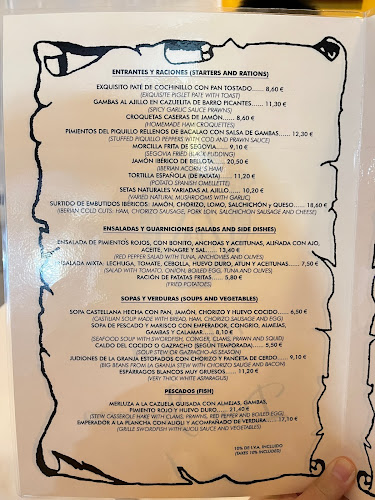 ENTRANTES Y RACIONES (STARTERS AND RATIONS)
EXQUISITO PATÉ DE COCHINILLO CON PAN TOSTADO...... 8,60 €
(EXQUISITE PIGLET PATE WITH TOAST)
GAMBAS AL AJILLO EN CAZUELITA DE BARRO PICANTES...... 11,10 €
(SPICY GARLIC SAUCE PRAWNS)
CROQUETAS CASERAS DE JAMÓN...... 8,60 €
(HOMEMADE HAM CROQUETTES)
PIMIENTOS DEL PIQUILLO RELLENOS DE BACALAO CON SALSA DE GAMBAS...... 12,30 €
(STUFFED PIQUILLO PEPPERS WITH COD AND PRAWN SAUCE)
MORCILLA FRITA DE SEGOVIA...... 9,10 €
(SEGOVIA FRIED BLACK PUDDING)
JAMÓN IBÉRICO DE BELLOTA...... 20,50 €
(IBERIAN ACORN´S HAM)
TORTILLA ESPAÑOLA (DE PATATA)...... 11,20 €
(POTATO SPANISH OMELLETTE)
SETAS NATURALES VARIADAS AL AJILLO...... 10,20 €
(VARIED NATURAL MUSHROOMS WITH GARLIC)
SURTIDO DE EMBUTIDOS IBÉRICOS: JAMÓN, CHORIZO, LOMO, SALCHICHÓN y QUESO...... 18,60 €
(IBERIAN COLD CUTS: HAM, CHORIZO SAUSAGE, PORK LOIN, SALCHICHON SAUSAGE AND CHEESE)
ENSALADAS Y GUARNICIONES (SALADS AND SIDE DISHES)
ENSALADA DE PIMIENTOS ROJOS, CON BONITO, ANCHOAS Y ACEITUNAS, ALIÑADA CON AJO,
ACEITE, VINAGRE Y SAL...... 13,40 €
(RED PEPPER SALAD WITH TUNA, ANCHOVIES AND OLIVES)
ENSALADA MIXTA: LECHUGA, TOMATE, CEBOLLA, HUEVO DURO, ATUN Y ACEITUNAS...... 7,50 €
(SALAD WITH TOMATO, ONION, BOILED EGG, TUNA AND OLIVES)
RACIÓN DE PATATAS FRITAS...... 5,80 €
(FRIED POTATOES)
SOPAS Y VERDURAS (SOUPS AND VEGETABLES)
SOPA CASTELLANA HECHA CON PAN, JAMÓN, CHORIZO Y HUEVO COCIDO...... 6,50 €
(CASTILIAN SOUP MADE WITH BREAD, HAM, CHORIZO SAUSAGE AND EGG)
SOPA DE PESCADO Y MARISCO CON EMPERADOR, CONGRIO, ALMEJAS,
GAMBAS Y CALAMAR...... 8,10 €
(SEAFOOD SOUP WITH SWORDFISH, CONGER, CLAMS, PRAWN AND SQUID)
CALDO DEL COCIDO O GAZPACHO (SEGÚN TEMPORADA)...... 5,50 €
(SOUP STEW OR GAZPACHO-AS SEASON)
JUDIONES DE LA GRANJA ESTOFADOS CON CHORIZO Y PANCETA DE CERDO...... 9,10 €
(BIG BEANS FROM LA GRANJA STEW WITH CHORIZO SAUCE AND BACON)
ESPÁRRAGOS BLANCOS MUY GRUESOS...... 11,20 €
(VERY THICK WHITE ASPARAGUS)
PESCADOS (FISH)
MERLUZA A LA CAZUELA GUISADA CON ALMEJAS, GAMBAS,
PIMIENTO ROJO Y HUEVO DURO...... 21,40 €
(STEW, CASSEROLE HAKE WITH CLAMS, PRAWNS, RED PEPPER AND BOILED EGG)
EMPERADOR A LA PLANCHA CON ALIOLI Y ACOMPAÑADO DE VERDURA...... 17,10 €
(GRILLE SWORDFISH WITH ALIOLI SAUCE AND VEGETABLES)
10% DE I.V.A. INCLUIDO
(TAXES 10% INCLUDED)